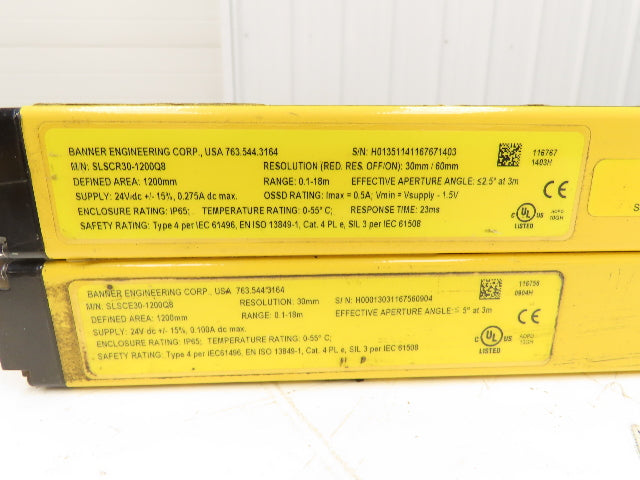 BANNER ENGINEERING CORP., USA 763.544.3164 S/N: H01351141167671403
M/N: SLSCR30-1200Q8 RESOLUTION (RED. RES. OFF/ON): 30mm / 60mm
DEFINED AREA: 1200mm RANGE: 0.1-18m EFFECTIVE APERTURE ANGLE: ≤2.5° at 3m
SUPPLY: 24Vdc +/- 15%, 0.275A dc max. OSSD RATING: Imax = 0.5A; Vmin = Vsupply - 1.5V
ENCLOSURE RATING: IP65; TEMPERATURE RATING: 0-55° C; RESPONSE TIME: 23ms
SAFETY RATING: Type 4 per IEC 61496, EN ISO 13849-1, Cat. 4 PL e, SIL 3 per IEC 61508
116767
1403H
c UL US
LISTED
S
BANNER ENGINEERING CORP., USA 763.544.3164
M/N: SLSCE30-1200Q8 RESOLUTION: 30mm S/N: H00013031167560904
DEFINED AREA: 1200mm RANGE: 0.1-18m EFFECTIVE APERTURE ANGLE: ≤ 5° at 3m
SUPPLY: 24V dc +/- 15%, 0.100A dc max.
ENCLOSURE RATING: IP65; TEMPERATURE RATING: 0-55° C;
SAFETY RATING: Type 4 per IEC61496, EN ISO 13849-1, Cat. 4 PL e, SIL 3 per IEC 61508
116756
0904H
c UL US
LISTED